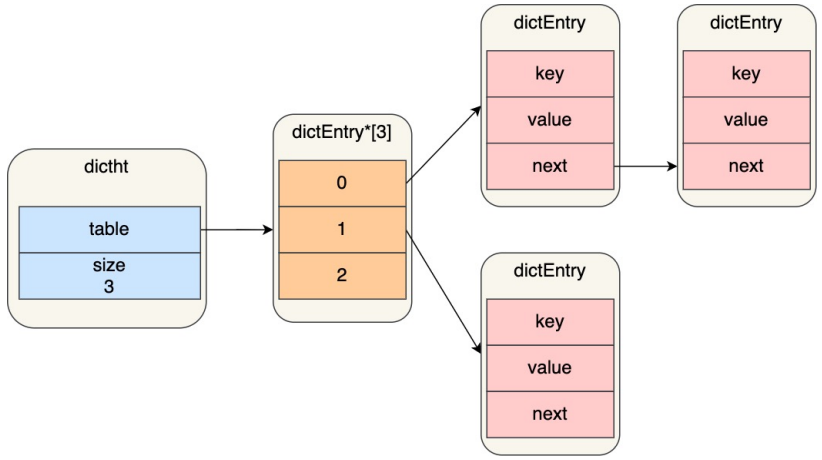 dictht
table
size
3
dictEntry*[3]
0
1
2
dictEntry
key
value
next
dictEntry
key
value
next
dictEntry
key
value
next